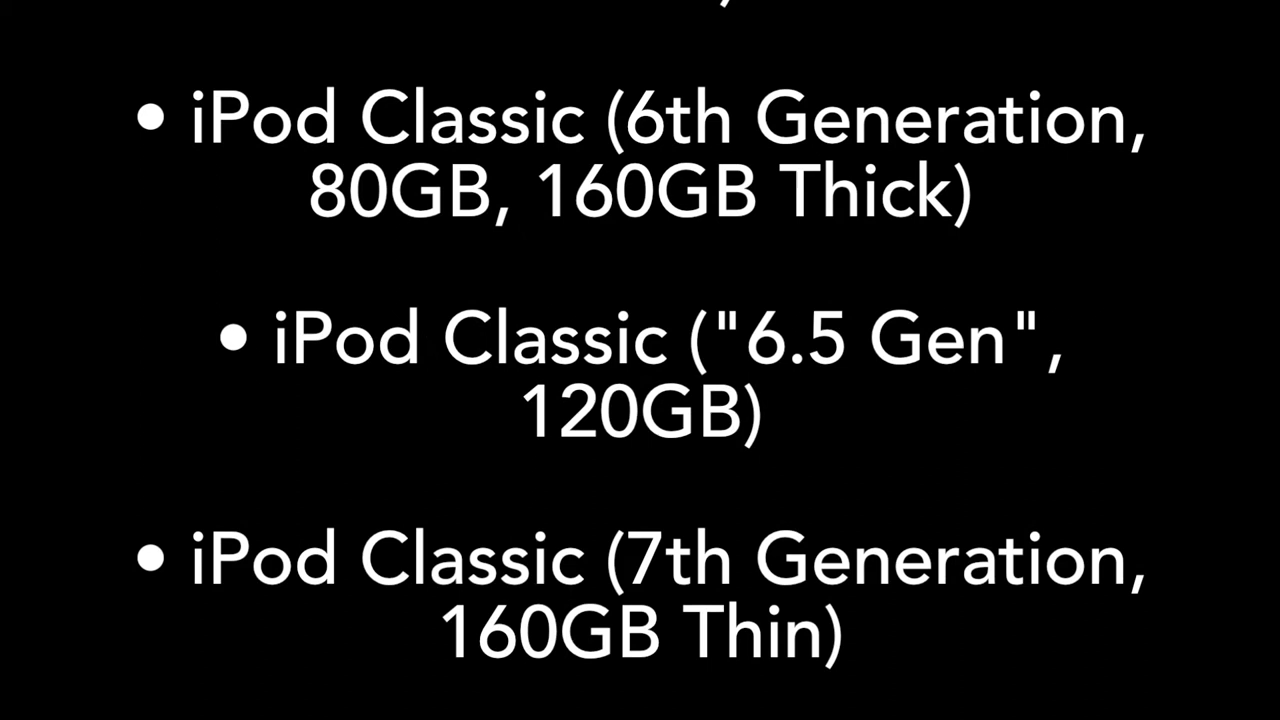 • iPod Classic (6th Generation,
80GB, 160GB Thick)
• iPod Classic ("6.5 Gen",
120GB)
• iPod Classic (7th Generation,
160GB Thin)